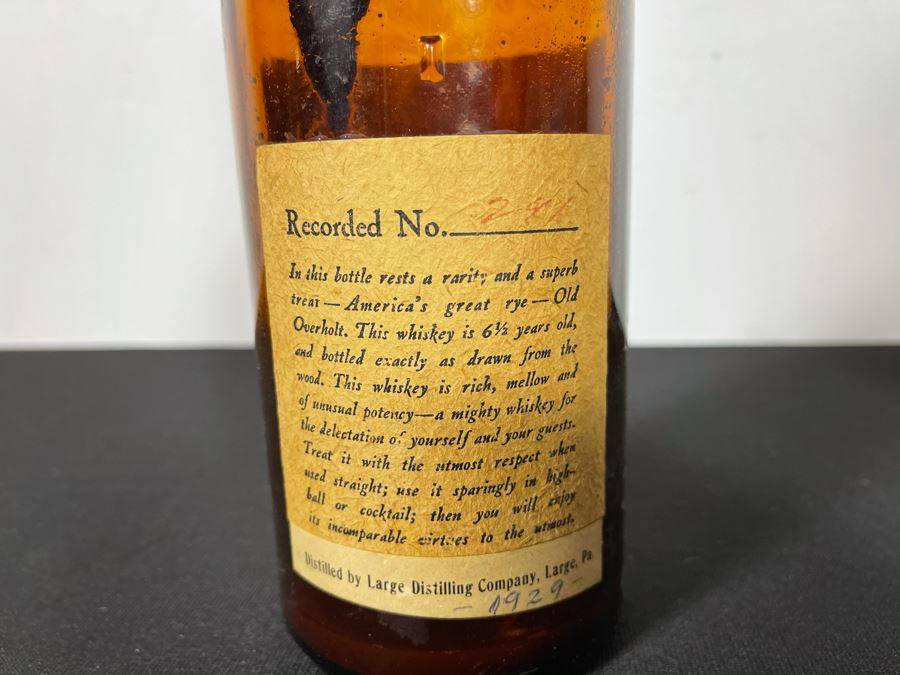 Recorded No. 241
In this bottle rests a rarity and a superb
treat — America's great rye — Old
Overholt. This whiskey is 6½ years old,
and bottled exactly as drawn from the
wood. This whiskey is rich, mellow and
of unusual potency—a mighty whiskey for
the delectation of yourself and your guests.
Treat it with the utmost respect when
used straight; use it sparingly in high-
ball or cocktail; then you will enjoy
its incomparable virtues to the utmost.
Distilled by Large Distilling Company, Large, Pa.
- 1929 -